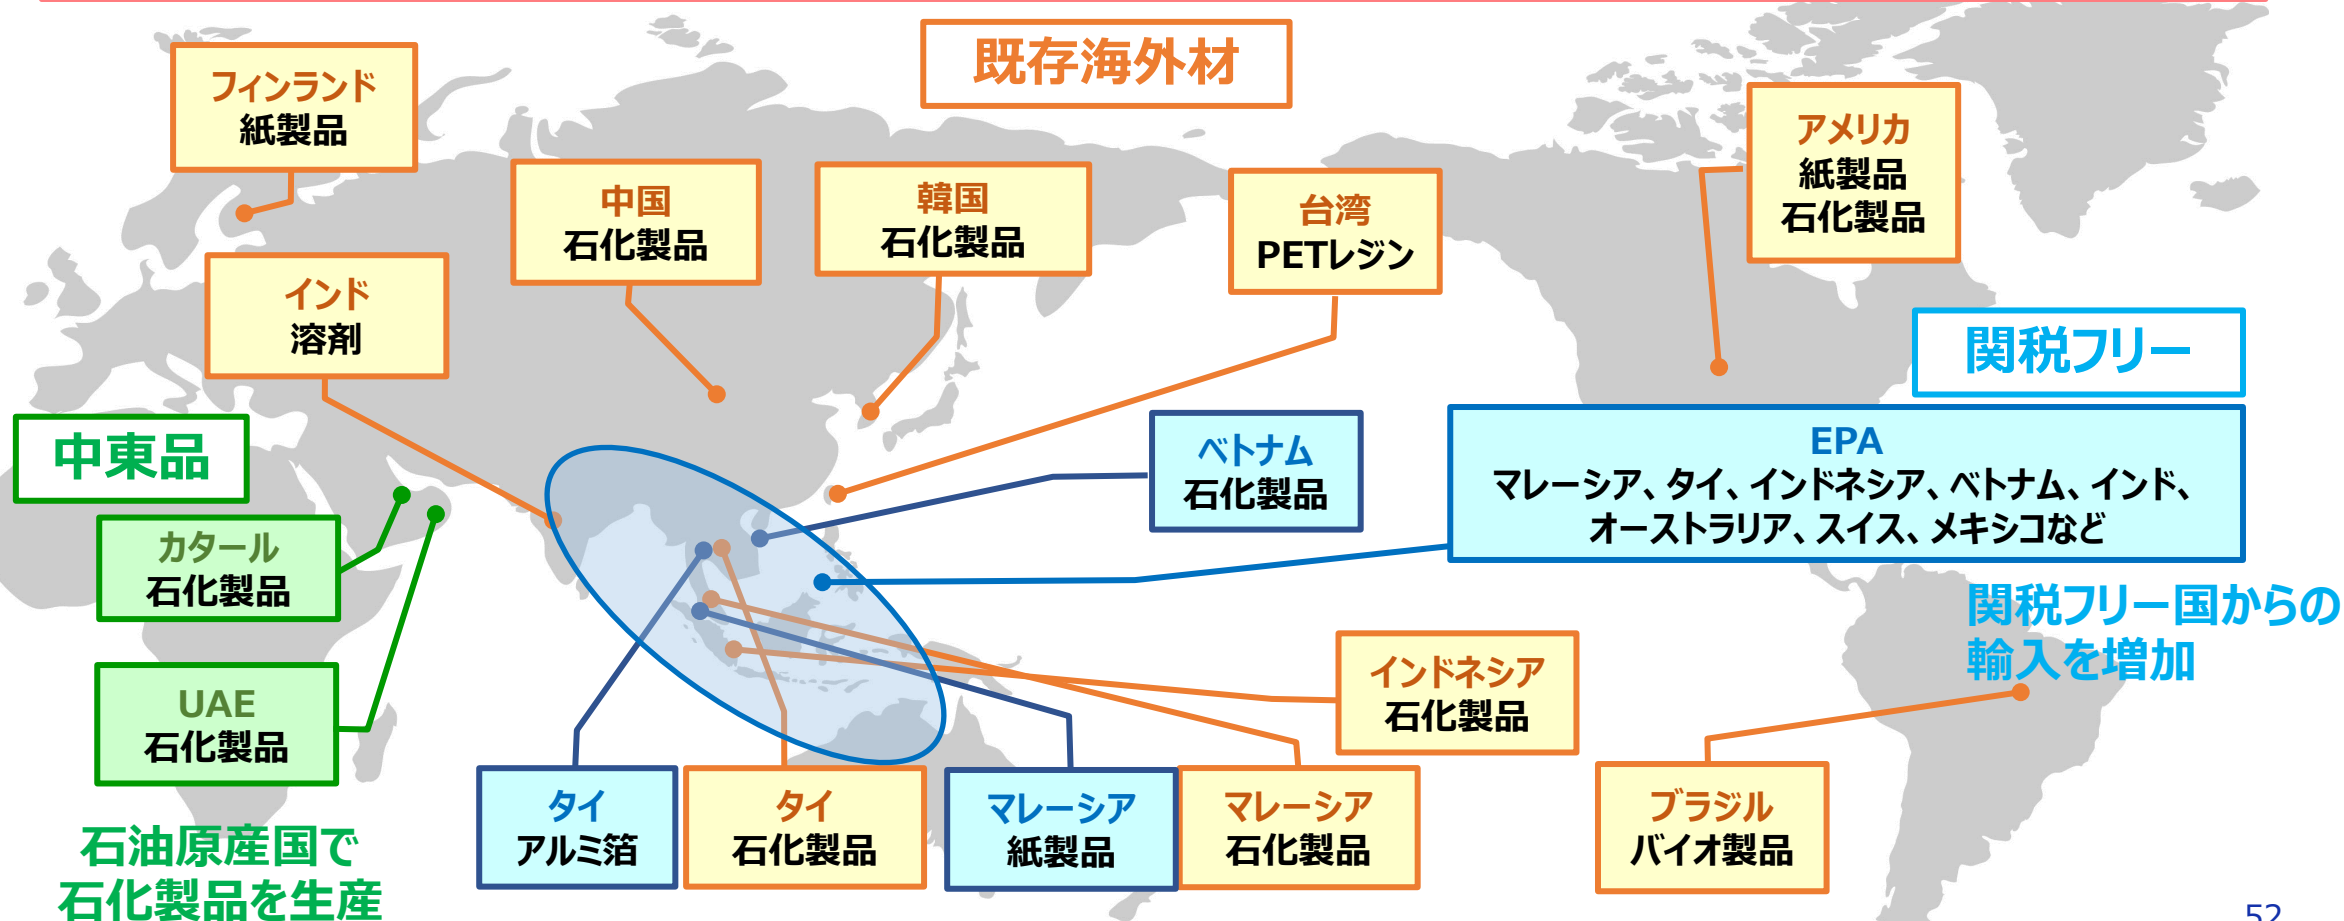 既存海外材
フィンランド
紙製品
中国
石化製品
韓国
石化製品
台湾
PETレジン
アメリカ
紙製品
石化製品
インド
溶剤
関税フリー
中東品
カタール
石化製品
UAE
石化製品
石油原産国で
石化製品を生産
ベトナム
石化製品
EPA
マレーシア、タイ、インドネシア、ベトナム、インド、
オーストラリア、スイス、メキシコなど
関税フリー国からの
輸入を増加
インドネシア
石化製品
タイ
アルミ箔
タイ
石化製品
マレーシア
紙製品
マレーシア
石化製品
ブラジル
バイオ製品
52